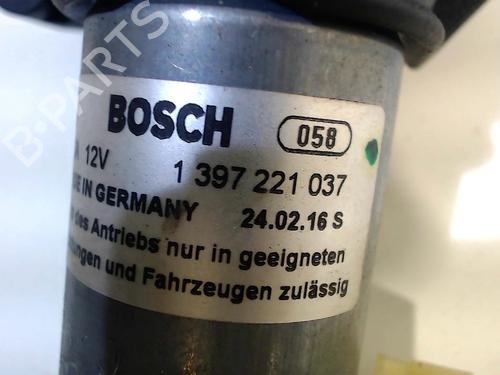 B-PARTS
BOSCH 058
12V 1 397 221 037
IN GERMANY 24.02.16 S
des Antriebs nur in geeigneten
und Fahrzeugen zulässig